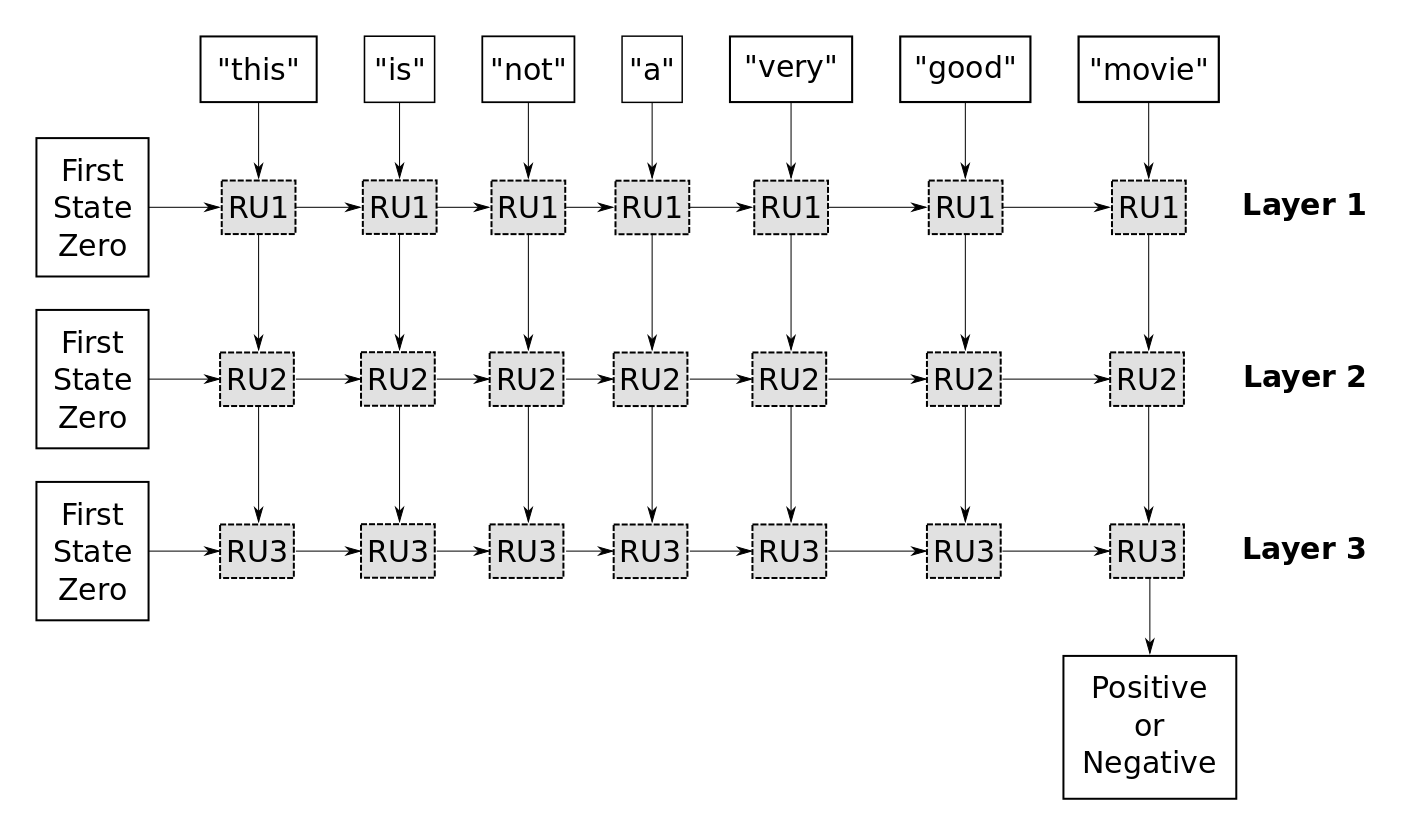 "this" "is" "not" "a" "very" "good" "movie"
First
State
Zero
RU1 RU1 RU1 RU1 RU1 RU1 RU1
Layer 1
First
State
Zero
RU2 RU2 RU2 RU2 RU2 RU2 RU2
Layer 2
First
State
Zero
RU3 RU3 RU3 RU3 RU3 RU3 RU3
Layer 3
Positive
or
Negative